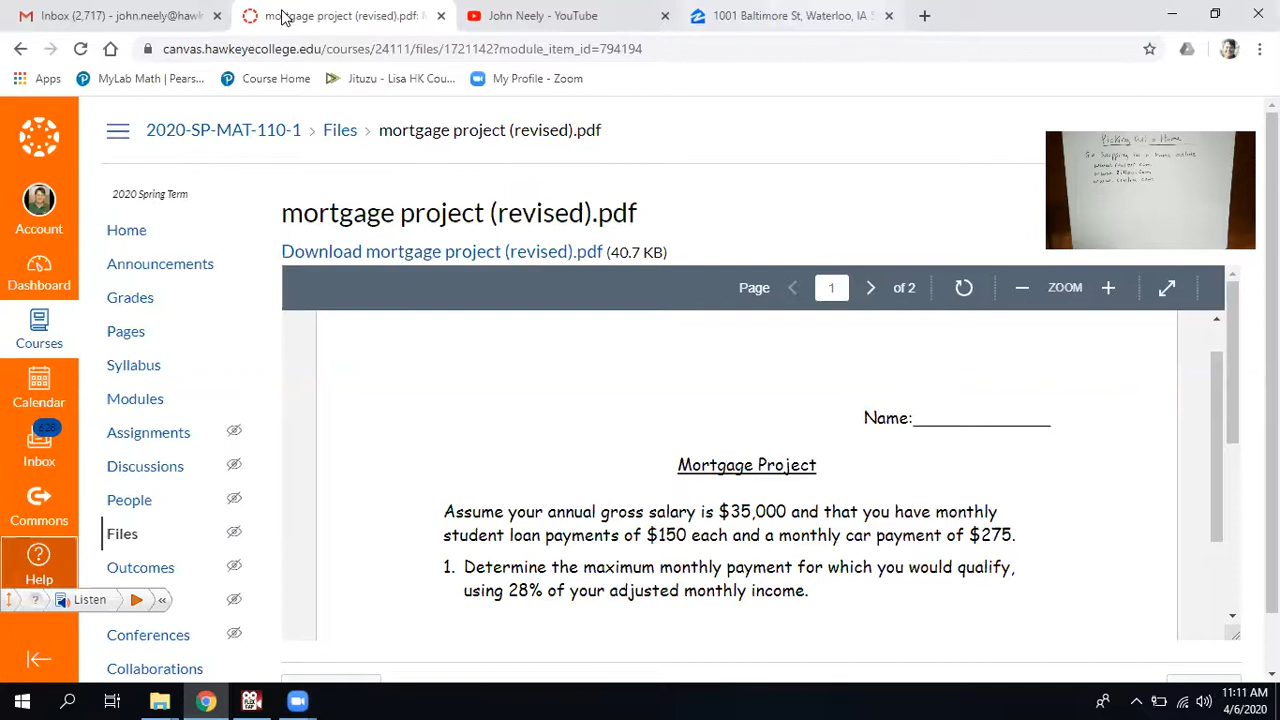 Inbox (2,717) - john.neely@hawk
mortgage project (revised).pdf:
John Neely - YouTube
1001 Baltimore St, Waterloo, IA 5
canvas.hawkeyecollege.edu/courses/24111/files/1721142?module_item_id=794194
Apps
MyLab Math | Pears...
Course Home
Jituzu - Lisa HK Cou...
My Profile - Zoom
2020-SP-MAT-110-1 > Files > mortgage project (revised).pdf
2020 Spring Term
Account
Dashboard
Courses
Calendar
Inbox
Commons
Help
Home
Announcements
Grades
Pages
Syllabus
Modules
Assignments
Discussions
People
Files
Outcomes
Conferences
Collaborations
? Listen «
mortgage project (revised).pdf
Download mortgage project (revised).pdf (40.7 KB)
Page 1 of 2 ZOOM
Picking Out a Home
Name:
Mortgage Project
Assume your annual gross salary is $35,000 and that you have monthly
student loan payments of $150 each and a monthly car payment of $275.
1. Determine the maximum monthly payment for which you would qualify,
using 28% of your adjusted monthly income.
11:11 AM
4/6/2020